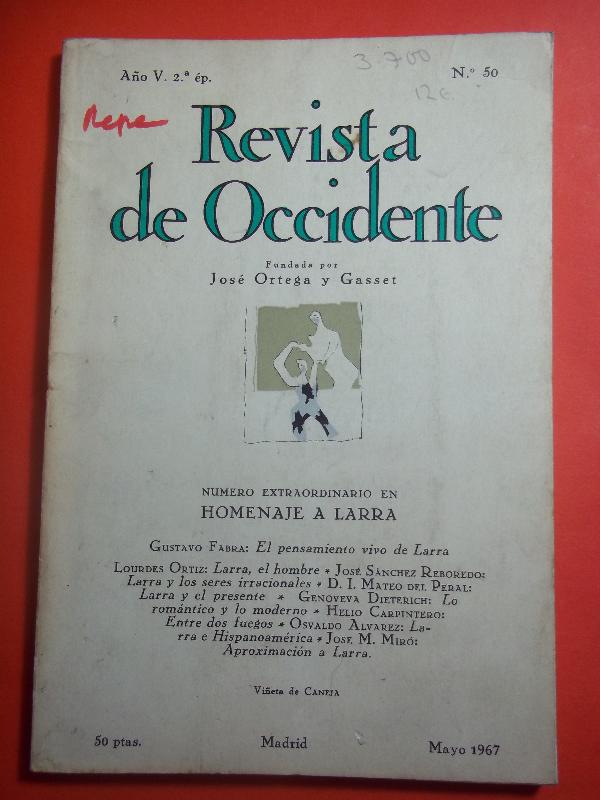 Año V. 2.ª ép.
N.º 50
3-700
12€
Repe
Revista
de Occidente
Fundada por
José Ortega y Gasset
NUMERO EXTRAORDINARIO EN
HOMENAJE A LARRA
GUSTAVO FABRA: El pensamiento vivo de Larra
LOURDES ORTIZ: Larra, el hombre * JOSÉ SÁNCHEZ REBOREDO:
Larra y los seres irracionales * D. I. MATEO DEL PERAL:
Larra y el presente * GENOVEVA DIETERICH: Lo
romántico y lo moderno * HELIO CARPINTERO:
Entre dos fuegos * OSVALDO ALVAREZ: La-
rra e Hispanoamérica * JOSE M. MIRÓ:
Aproximación a Larra.
Viñeta de CANEJA
50 ptas.
Madrid
Mayo 1967